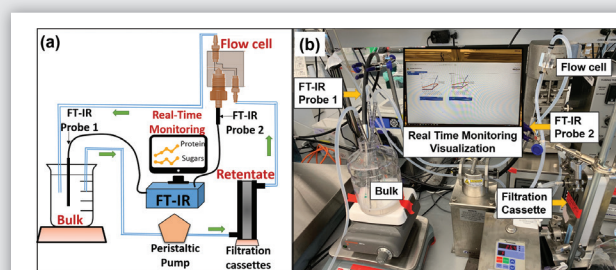 (a)
Flow cell
FT-IR
Probe 1
Real-Time
Monitoring
Protein
Sugars
FT-IR
Probe 2
Retentate
FT-IR
Bulk
Peristaltic
Pump
Filtration
cassettes
(b)
Flow cell
FT-IR
Probe 1
FT-IR
Probe 2
Real Time Monitoring
Visualization
Bulk
Filtration
Cassette